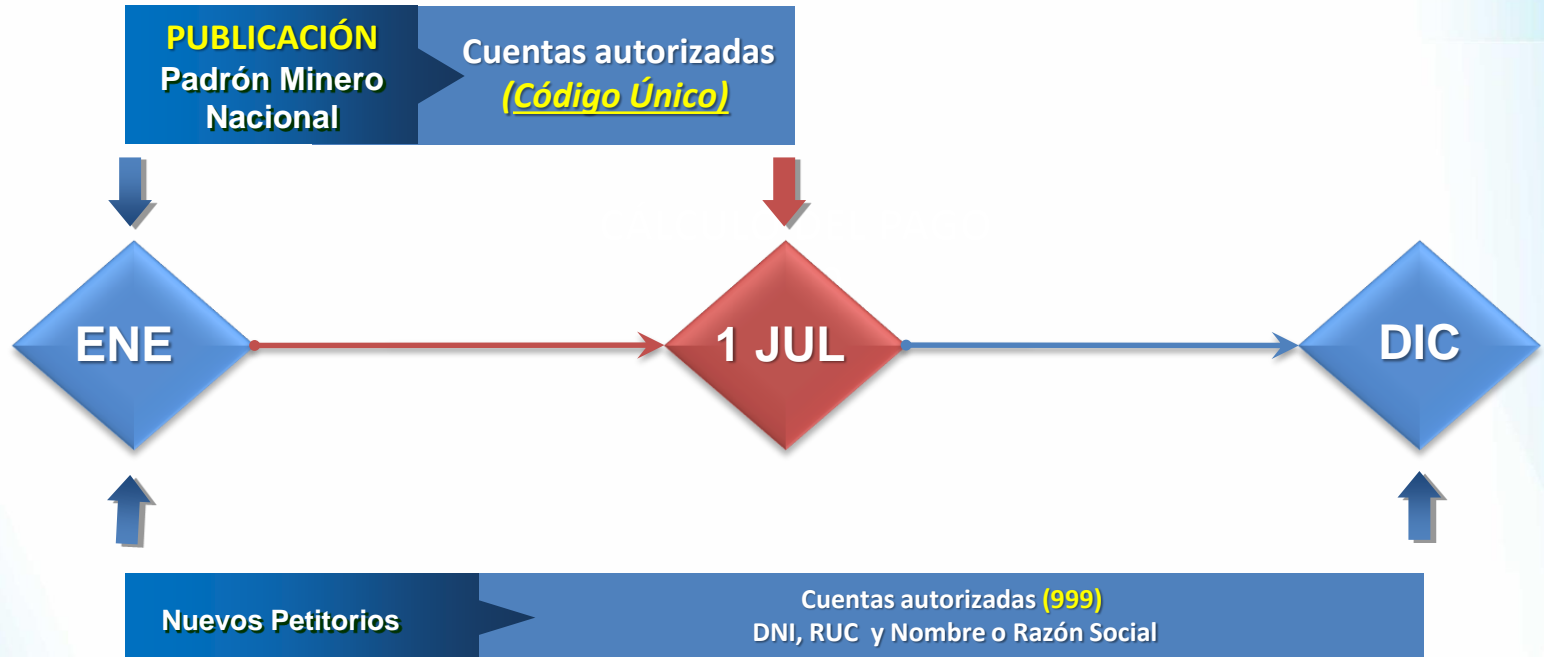 PUBLICACIÓN
Padrón Minero
Nacional
Cuentas autorizadas
(Código Único)
ENE
1 JUL
DIC
Nuevos Petitorios
Cuentas autorizadas (999)
DNI, RUC y Nombre o Razón Social